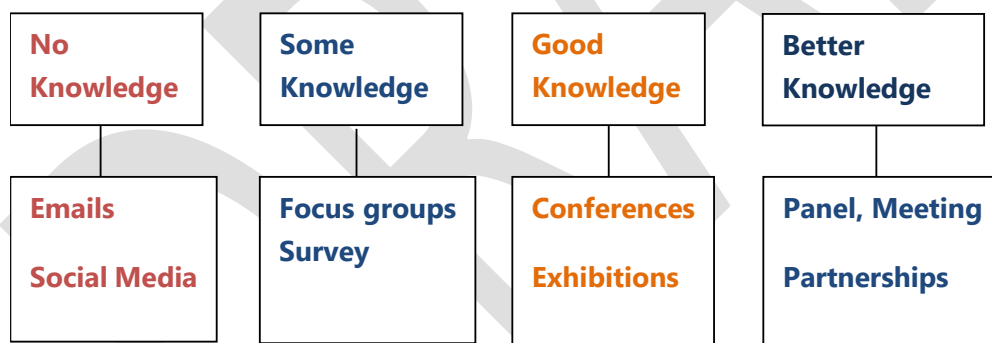 No
Knowledge
Some
Knowledge
Good
Knowledge
Better
Knowledge
Emails
Social Media
Focus groups
Survey
Conferences
Exhibitions
Panel, Meeting
Partnerships